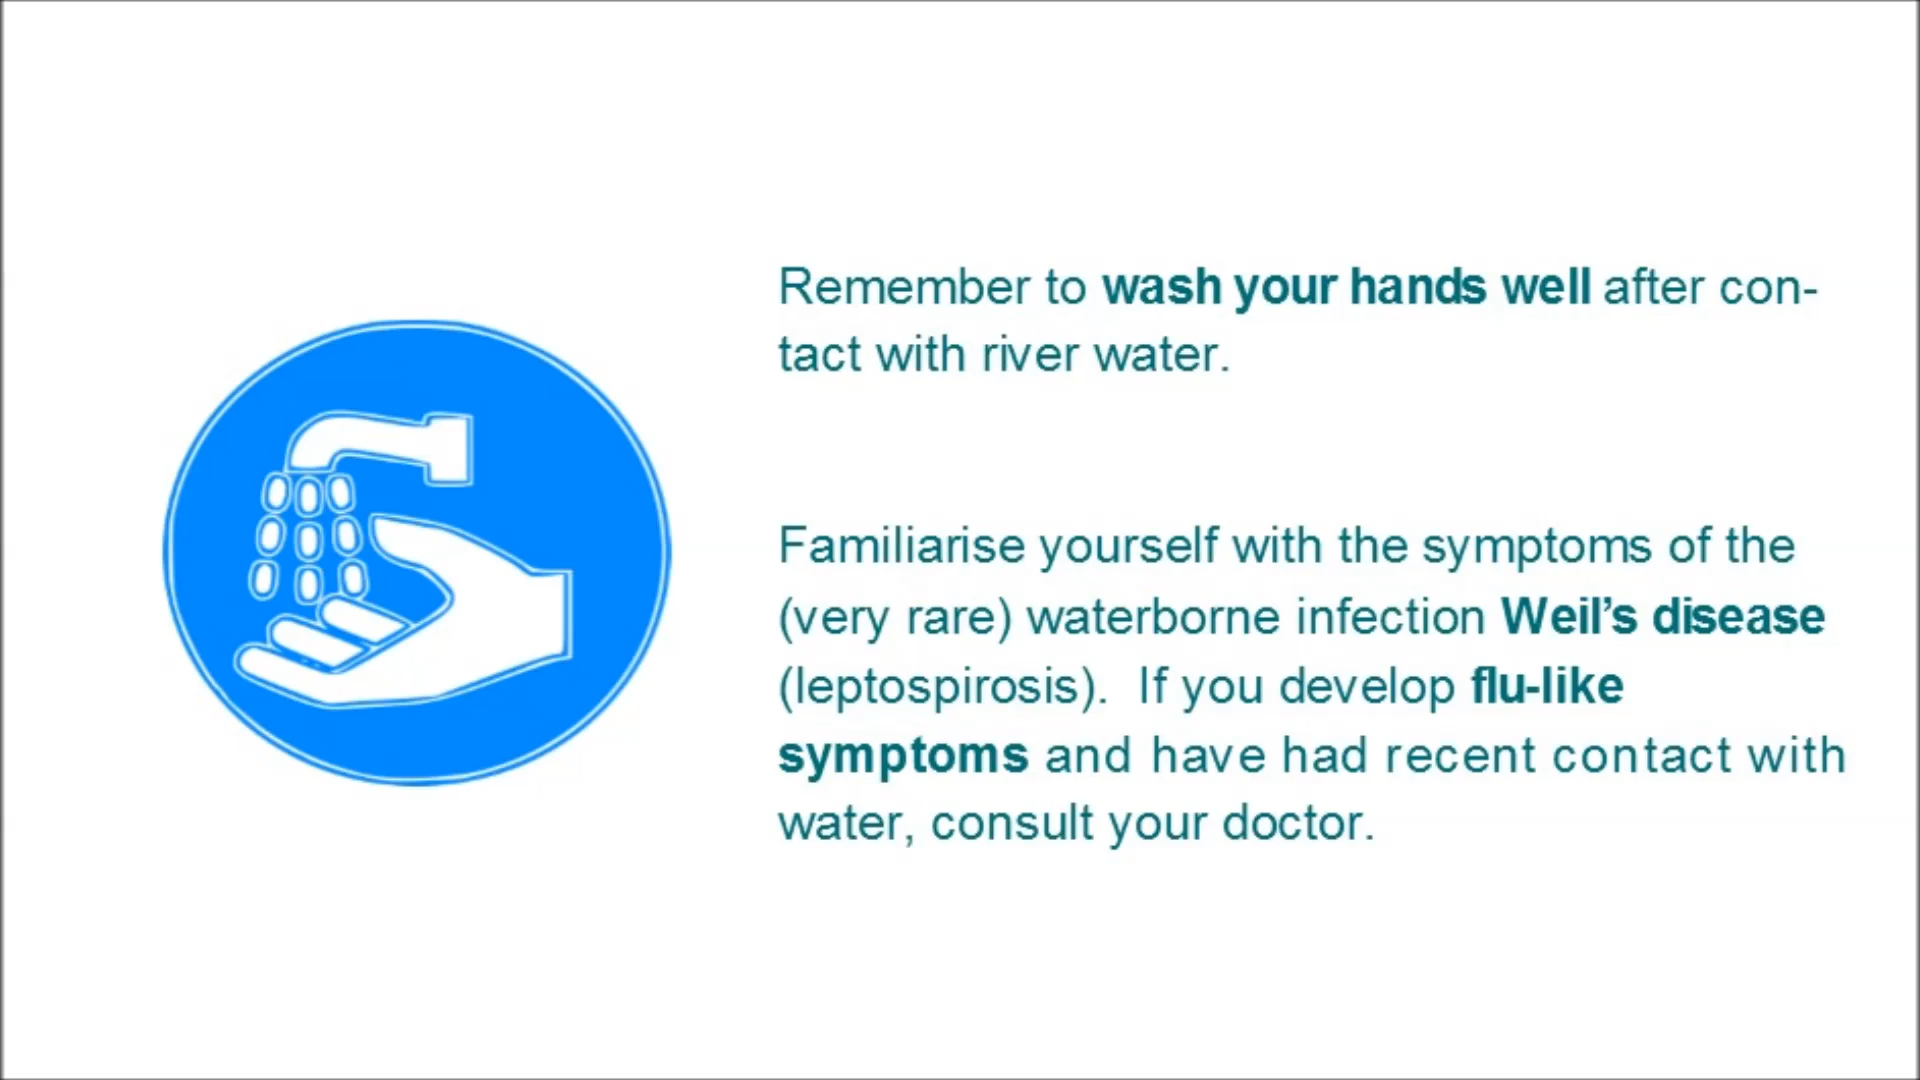 Remember to wash your hands well after con-
tact with river water.
Familiarise yourself with the symptoms of the
(very rare) waterborne infection Weil’s disease
(leptospirosis).  If you develop flu-like
symptoms and have had recent contact with
water, consult your doctor.